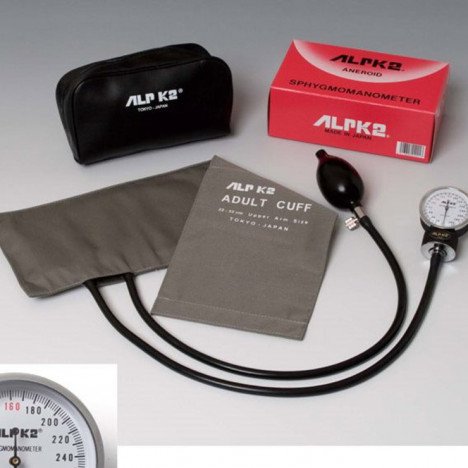 ALPK2
TOKYO - JAPAN
ALPK2®
ANEROID
SPHYGMOMANOMETER
ALPK2®
MADE IN JAPAN
ALPK2
ADULT CUFF
Upper Arm Size
TOKYO-JAPAN
160 180
200
220
240
ALPK2